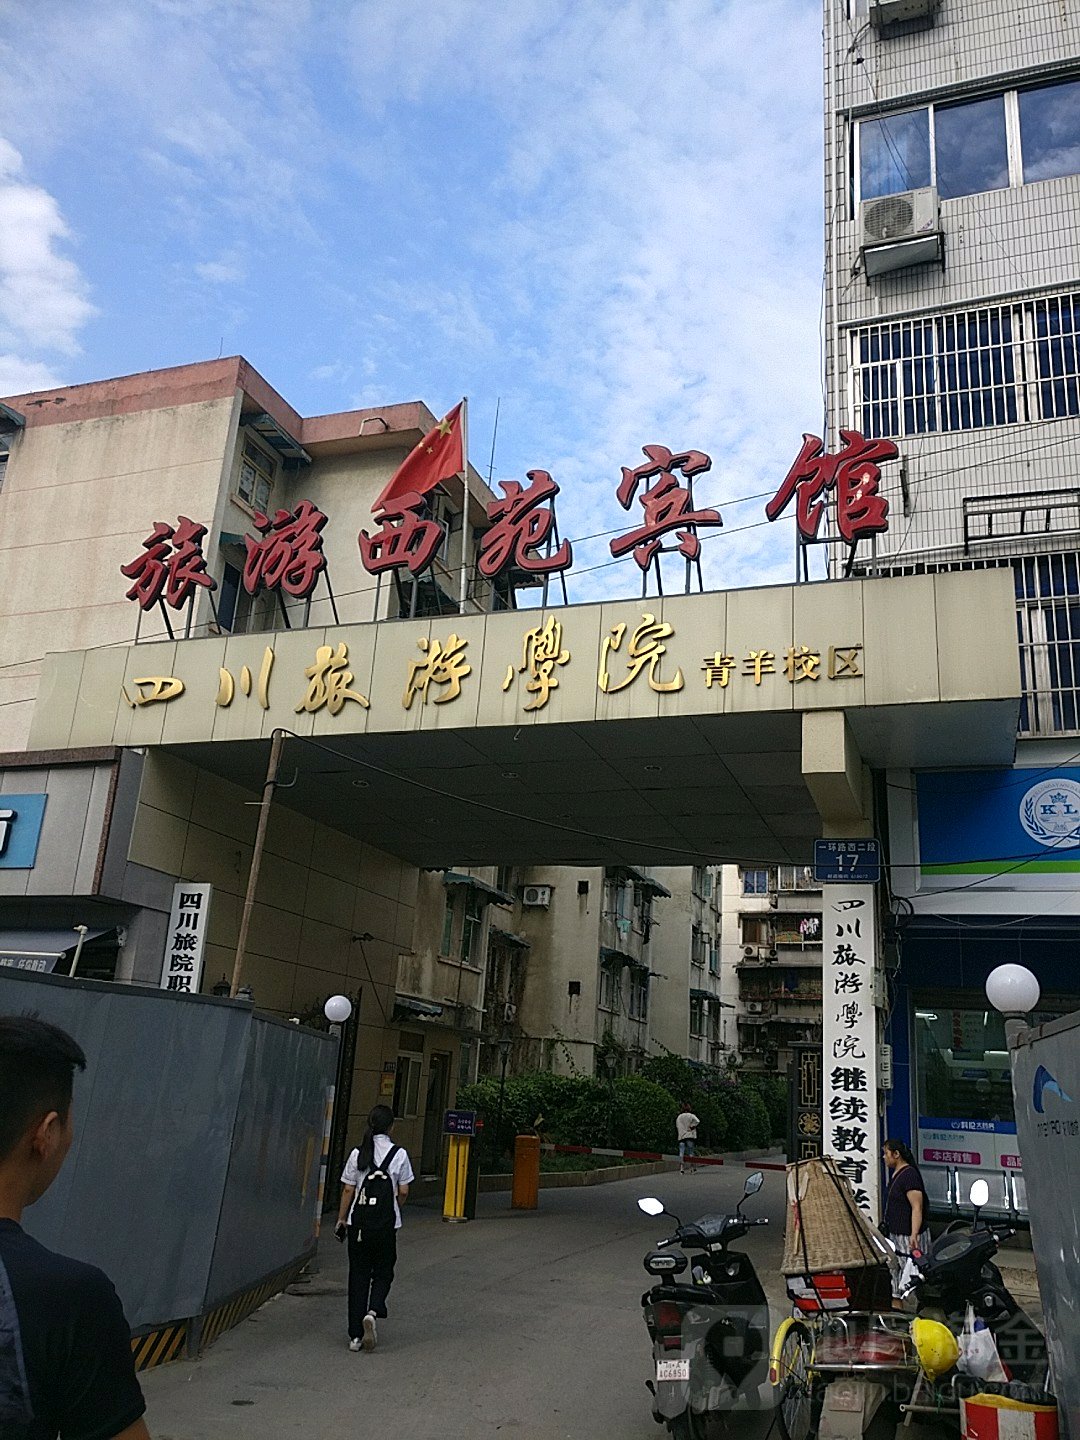 旅游西苑宾馆
四川旅游學院 青羊校区
一环路西二段
17
四川旅院职
四川旅游學院继续教育学
KL
本店有售
AC6850